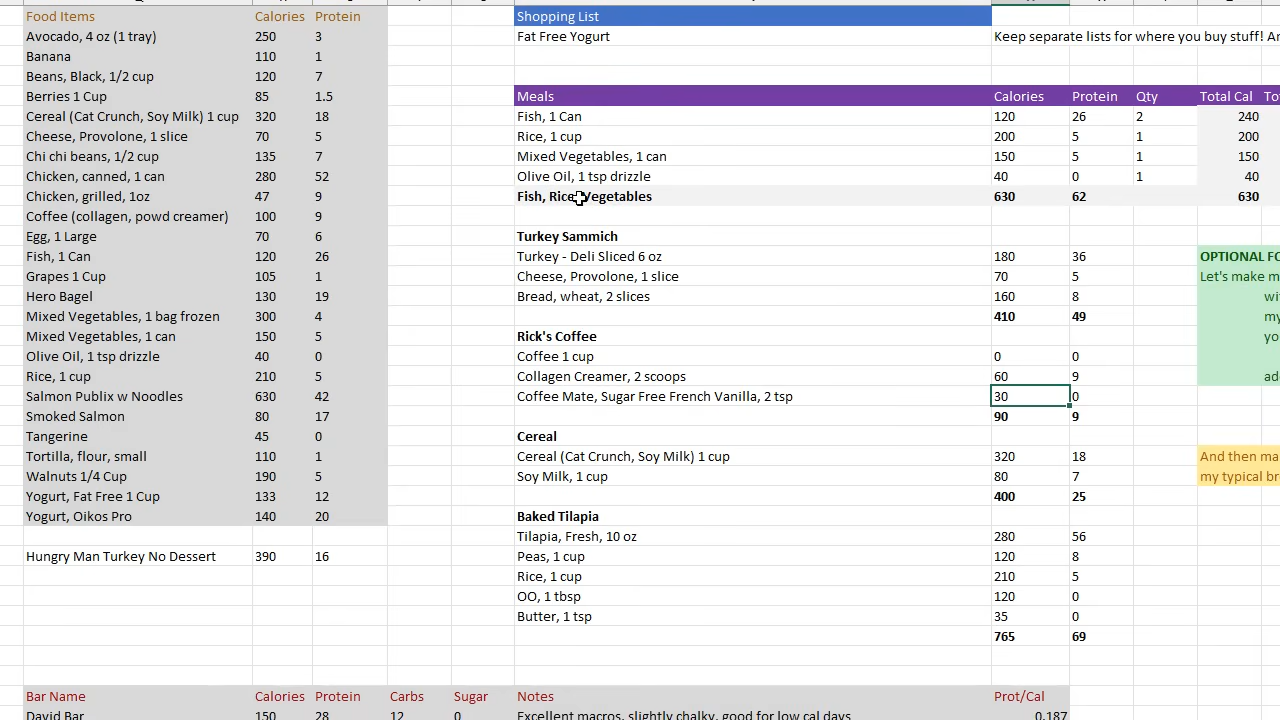 Food Items Calories Protein Shopping List
Avocado, 4 oz (1 tray) 250 3 Fat Free Yogurt Keep separate lists for where you buy stuff!
Banana 110 1
Beans, Black, 1/2 cup 120 7
Berries 1 Cup 85 1.5 Meals Calories Protein Qty Total Cal
Cereal (Cat Crunch, Soy Milk) 1 cup 320 18 Fish, 1 Can 120 26 2 240
Cheese, Provolone, 1 slice 70 5 Rice, 1 cup 200 5 1 200
Chi chi beans, 1/2 cup 135 7 Mixed Vegetables, 1 can 150 5 1 150
Chicken, canned, 1 can 280 52 Olive Oil, 1 tsp drizzle 40 0 1 40
Chicken, grilled, 1oz 47 9 Fish, Rice, Vegetables 630 62 630
Coffee (collagen, powd creamer) 100 9
Egg, 1 Large 70 6 Turkey Sammich
Fish, 1 Can 120 26 Turkey - Deli Sliced 6 oz 180 36 OPTIONAL
Grapes 1 Cup 105 1 Cheese, Provolone, 1 slice 70 5 Let's make
Hero Bagel 130 19 Bread, wheat, 2 slices 160 8
Mixed Vegetables, 1 bag frozen 300 4 410 49 my
Mixed Vegetables, 1 can 150 5 Rick's Coffee
Olive Oil, 1 tsp drizzle 40 0 Coffee 1 cup 0 0
Rice, 1 cup 210 5 Collagen Creamer, 2 scoops 60 9
Salmon Publix w Noodles 630 42 Coffee Mate, Sugar Free French Vanilla, 2 tsp 30 0
Smoked Salmon 80 17 90 9
Tangerine 45 0 Cereal
Tortilla, flour, small 110 1 Cereal (Cat Crunch, Soy Milk) 1 cup 320 18 And then
Walnuts 1/4 Cup 190 5 Soy Milk, 1 cup 80 7 my typical
Yogurt, Fat Free 1 Cup 133 12 400 25
Yogurt, Oikos Pro 140 20 Baked Tilapia
Tilapia, Fresh, 10 oz 280 56
Hungry Man Turkey No Dessert 390 16 Peas, 1 cup 120 8
Rice, 1 cup 210 5
OO, 1 tbsp 120 0
Butter, 1 tsp 35 0
765 69
Bar Name Calories Protein Carbs Sugar Notes Prot/Cal
David Bar 150 28 12 0 Excellent macros, slightly chalky, good for low cal days 0.187